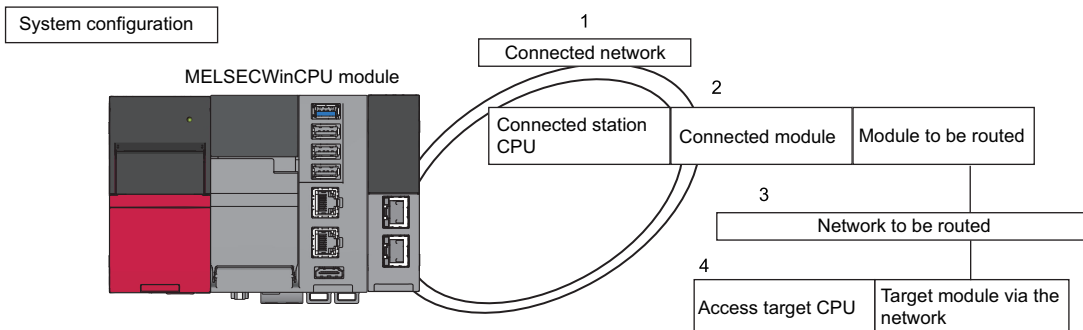 System configuration
1
Connected network
MELSECWinCPU module
2
Connected station
CPU
Connected module
Module to be routed
3
Network to be routed
4
Access target CPU
Target module via the
network